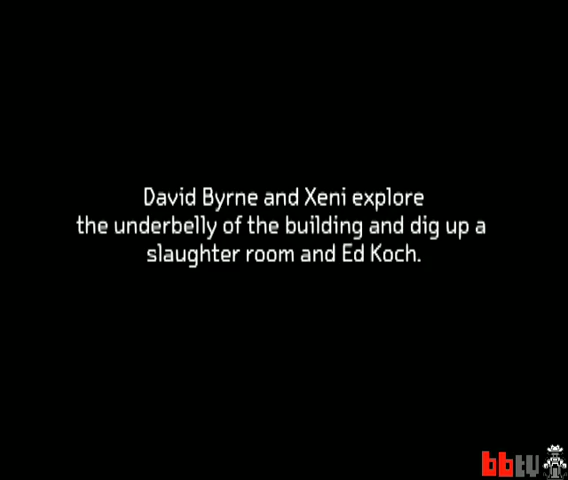 David Byrne and Xeni explore
the underbelly of the building and dig up a
slaughter room and Ed Koch.
bbtv